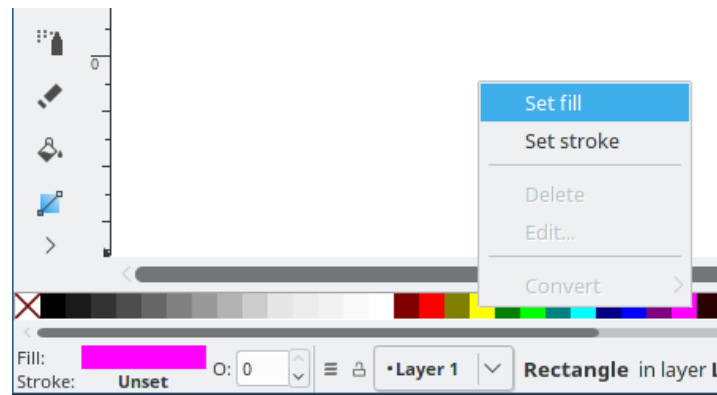 0
Set fill
Set stroke
Delete
Edit...
Convert
Fill:
Stroke: Unset
O: 0
•Layer 1
Rectangle in layer L